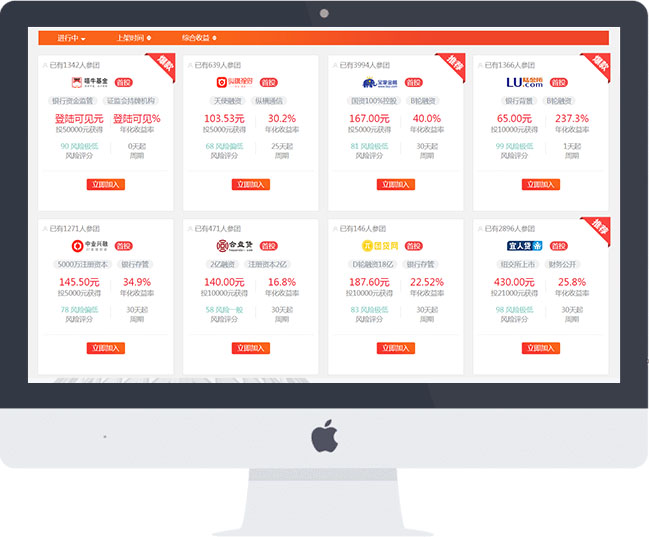 进行中 上架时间 综合收益
已有1342人参团 爆款
喵牛基金 首投
银行资金监管 证监会持牌机构
登陆可见元 登陆可见%
投50000元获得 年化收益率
90 风险极低 0天起
风险评分 周期
立即加入
已有639人参团
首投
天使融资 纵横通信
103.53元 30.2%
投5000元获得 年化收益率
68 风险偏低 25天起
风险评分 周期
立即加入
已有3994人参团 推荐
首投
国资100%控股 B轮融资
167.00元 40.0%
投5000元获得 年化收益率
81 风险极低 30天起
风险评分 周期
立即加入
已有1366人参团 爆款
LU.com 陆金所 首投
银行背景 B轮融资
65.00元 237.3%
投10000元获得 年化收益率
99 风险极低 1天起
风险评分 周期
立即加入
已有1271人参团
中业兴融 首投
5000万注册资本 银行存管
145.50元 34.9%
投5000元获得 年化收益率
78 风险偏低 30天起
风险评分 周期
立即加入
已有471人参团
合众贷 首投
2亿融资 注册资本2亿
140.00元 16.8%
投10000元获得 年化收益率
58 风险一般 30天起
风险评分 周期
立即加入
已有146人参团
首投
D轮融资18亿 银行存管
187.60元 22.52%
投10000元获得 年化收益率
83 风险极低 30天起
风险评分 周期
立即加入
已有2896人参团 推荐
宜人贷 首投
纽交所上市 财务公开
430.00元 25.8%
投21000元获得 年化收益率
98 风险极低 30天起
风险评分 周期
立即加入